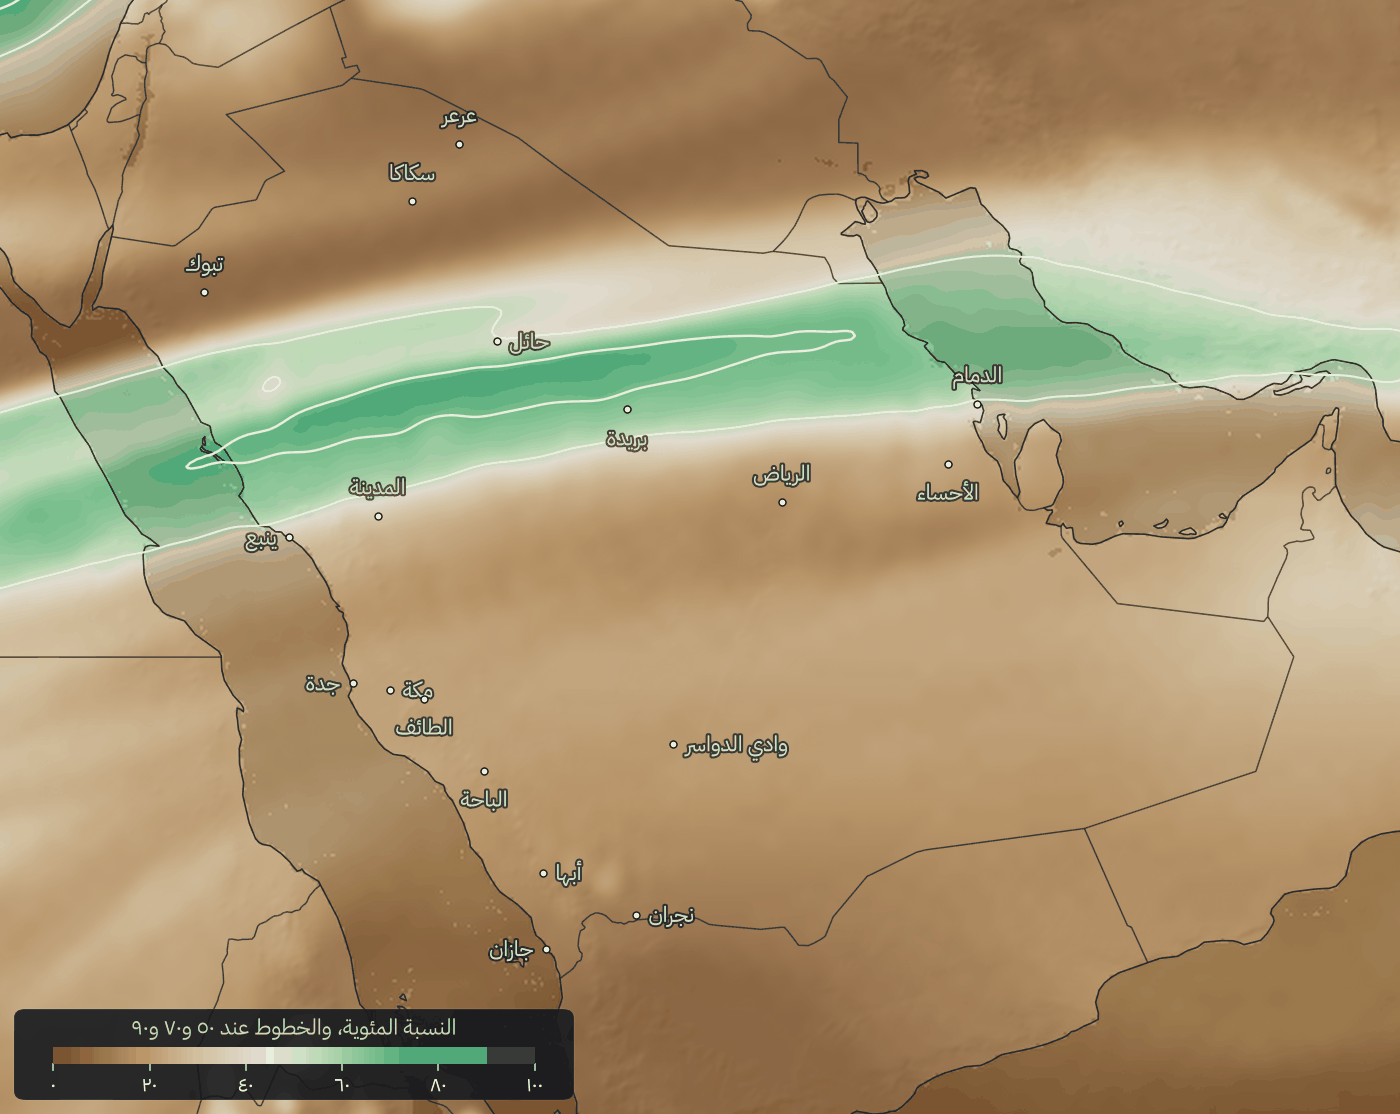 عرعر
سكاكا
تبوك
حائل
الدمام
بريدة
الرياض
المدينة
الأحساء
ينبع
جدة
مكة
الطائف
وادي الدواسر
الباحة
أبها
نجران
جازان
النسبة المئوية، والخطوط عند ٥٠ و٧٠ و٩٠
٠ ٢٠ ٤٠ ٦٠ ٨٠ ١٠٠